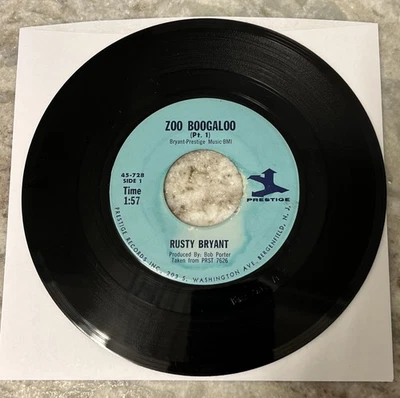 ZOO BOOGALOO
(Pt. 1)
Bryant-Prestige Music-BMI
45-728
SIDE 1
Time
1:57
PRESTIGE
RUSTY BRYANT
Produced By: Bob Porter
Taken from PRST 7626
PRESTIGE RECORDS INC., 203 S. WASHINGTON AVE. BERGENFIELD, N. J.